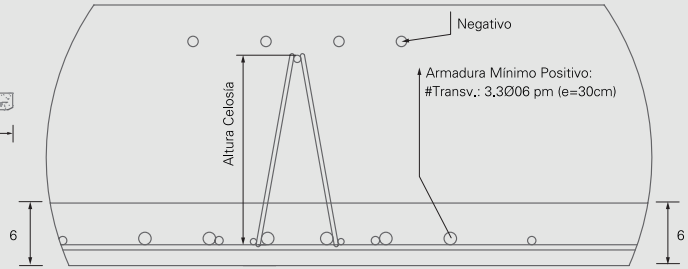 Negativo
Armadura Mínimo Positivo:
#Transv.: 3.3Ø06 pm (e=30cm)
Altura Celosía
6
6